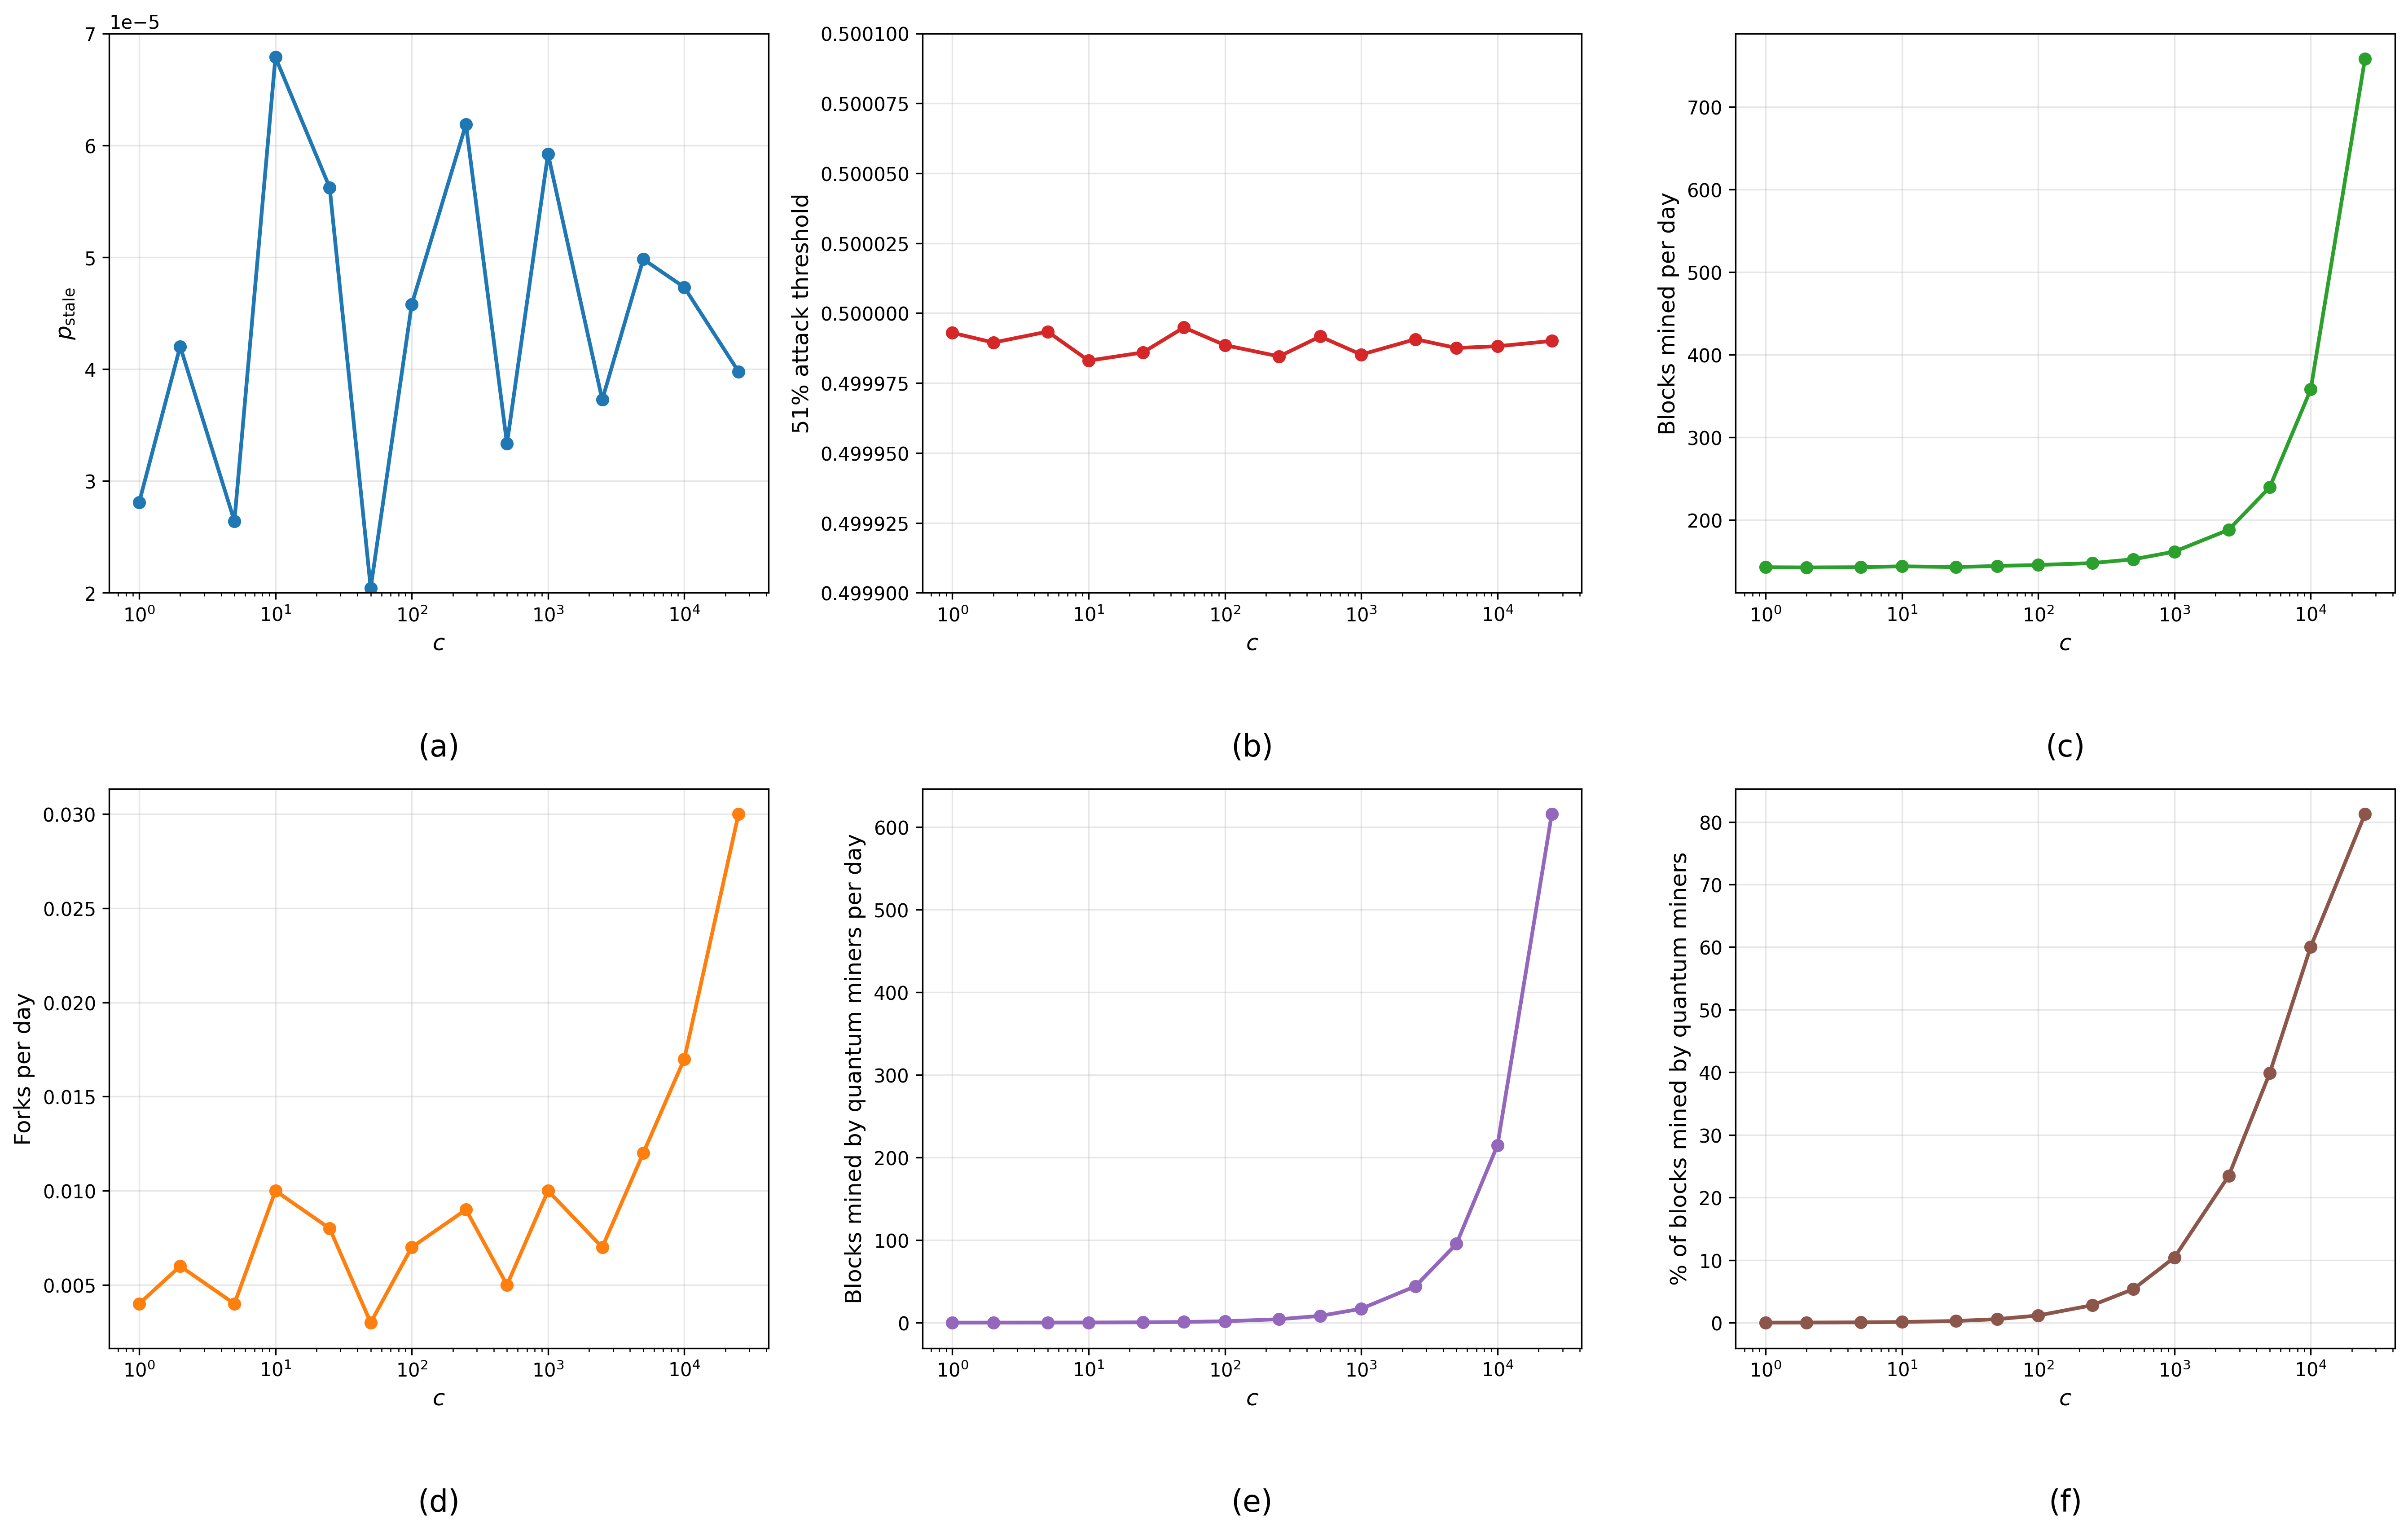 1e−5
7
6
5
4
3
2
p_stale
10^0 10^1 10^2 10^3 10^4
c
(a)
0.500100
0.500075
0.500050
0.500025
0.500000
0.499975
0.499950
0.499925
0.499900
51% attack threshold
10^0 10^1 10^2 10^3 10^4
c
(b)
700
600
500
400
300
200
Blocks mined per day
10^0 10^1 10^2 10^3 10^4
c
(c)
0.030
0.025
0.020
0.015
0.010
0.005
Forks per day
10^0 10^1 10^2 10^3 10^4
c
(d)
600
500
400
300
200
100
0
Blocks mined by quantum miners per day
10^0 10^1 10^2 10^3 10^4
c
(e)
80
70
60
50
40
30
20
10
0
% of blocks mined by quantum miners
10^0 10^1 10^2 10^3 10^4
c
(f)